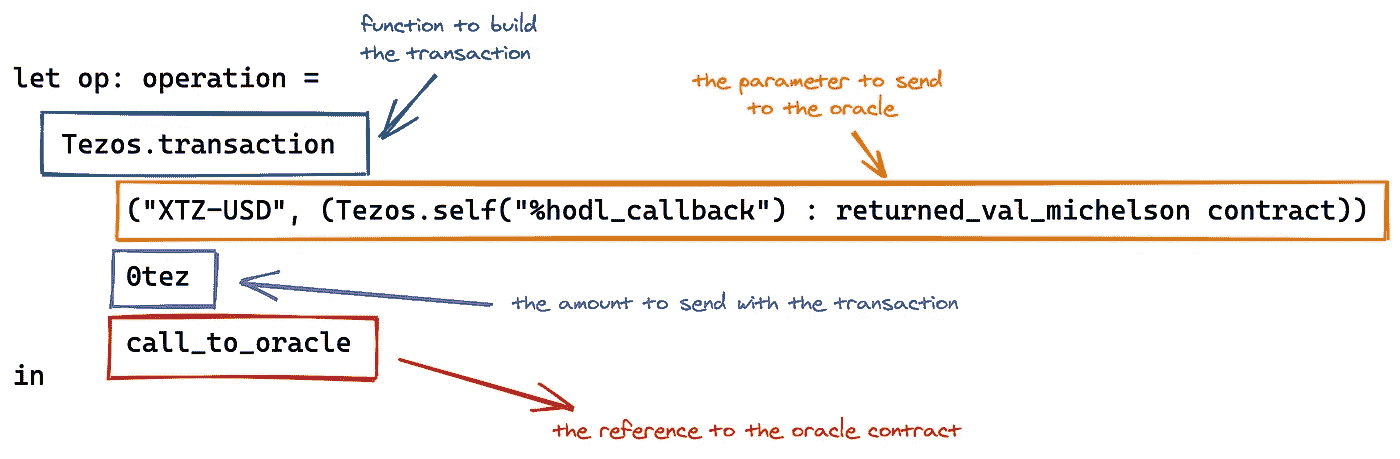 function to build
the transaction
let op: operation =
the parameter to send
to the oracle
Tezos.transaction
("XTZ-USD", (Tezos.self("%hodl_callback") : returned_val_michelson contract))
0tez
the amount to send with the transaction
call_to_oracle
in
the reference to the oracle contract